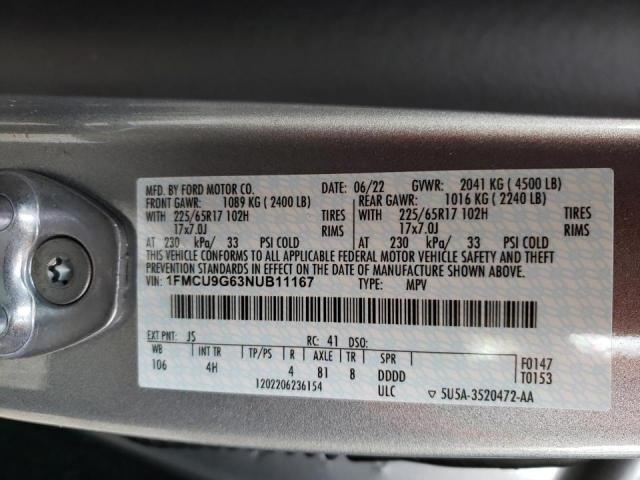 MFD. BY FORD MOTOR CO. DATE: 06/22 GVWR: 2041 KG ( 4500 LB)
FRONT GAWR: 1089 KG ( 2400 LB) REAR GAWR: 1016 KG ( 2240 LB)
WITH 225/65R17 102H TIRES WITH 225/65R17 102H TIRES
17x7.0J RIMS 17x7.0J RIMS
AT 230 kPa/ 33 PSI COLD AT 230 kPa/ 33 PSI COLD
THIS VEHICLE CONFORMS TO ALL APPLICABLE FEDERAL MOTOR VEHICLE SAFETY AND THEFT
PREVENTION STANDARDS IN EFFECT ON THE DATE OF MANUFACTURE SHOWN ABOVE.
VIN: 1FMCU9G63NUB11167 TYPE: MPV
EXT PNT: JS RC: 41 DSO: F0147
WB INT TR TP/PS R AXLE TR SPR T0153
106 4H 4 81 8 DDDD
1202206236154 ULC ▽ 5U5A-3520472-AA